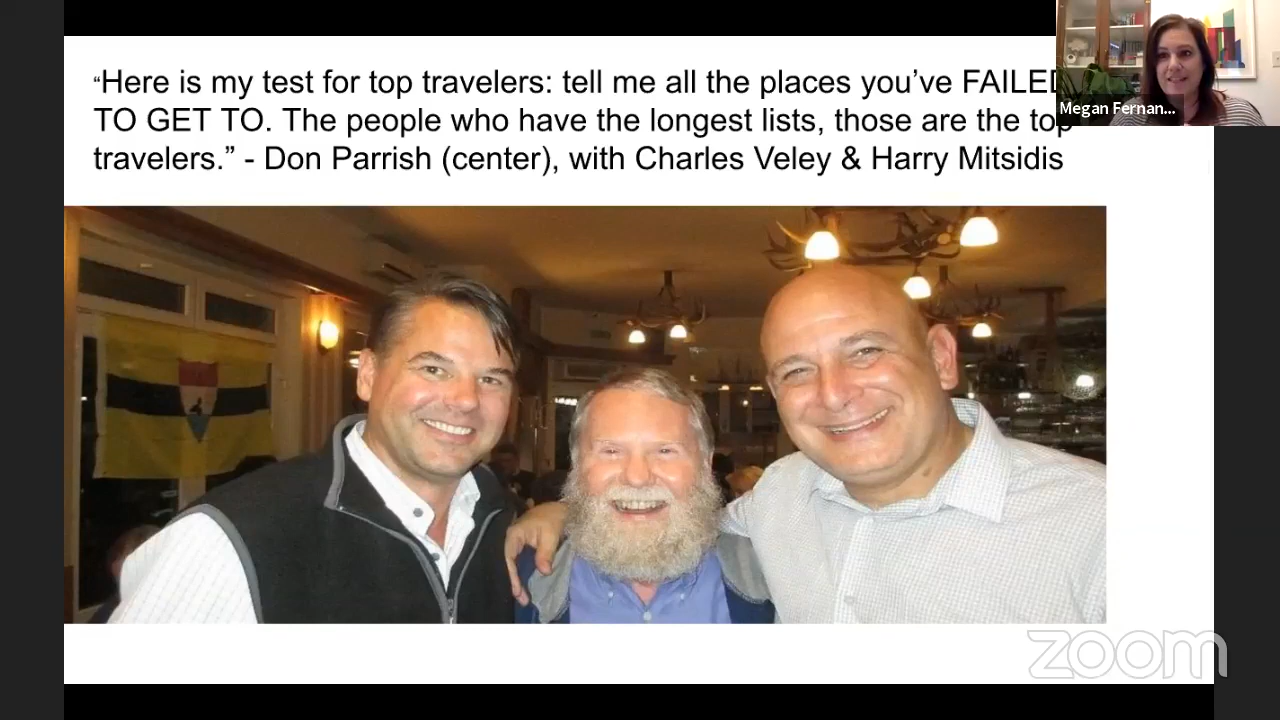 “Here is my test for top travelers: tell me all the places you’ve FAILED
TO GET TO. The people who have the longest lists, those are the top
travelers.” - Don Parrish (center), with Charles Veley & Harry Mitsidis
Megan Fernan...
zoom